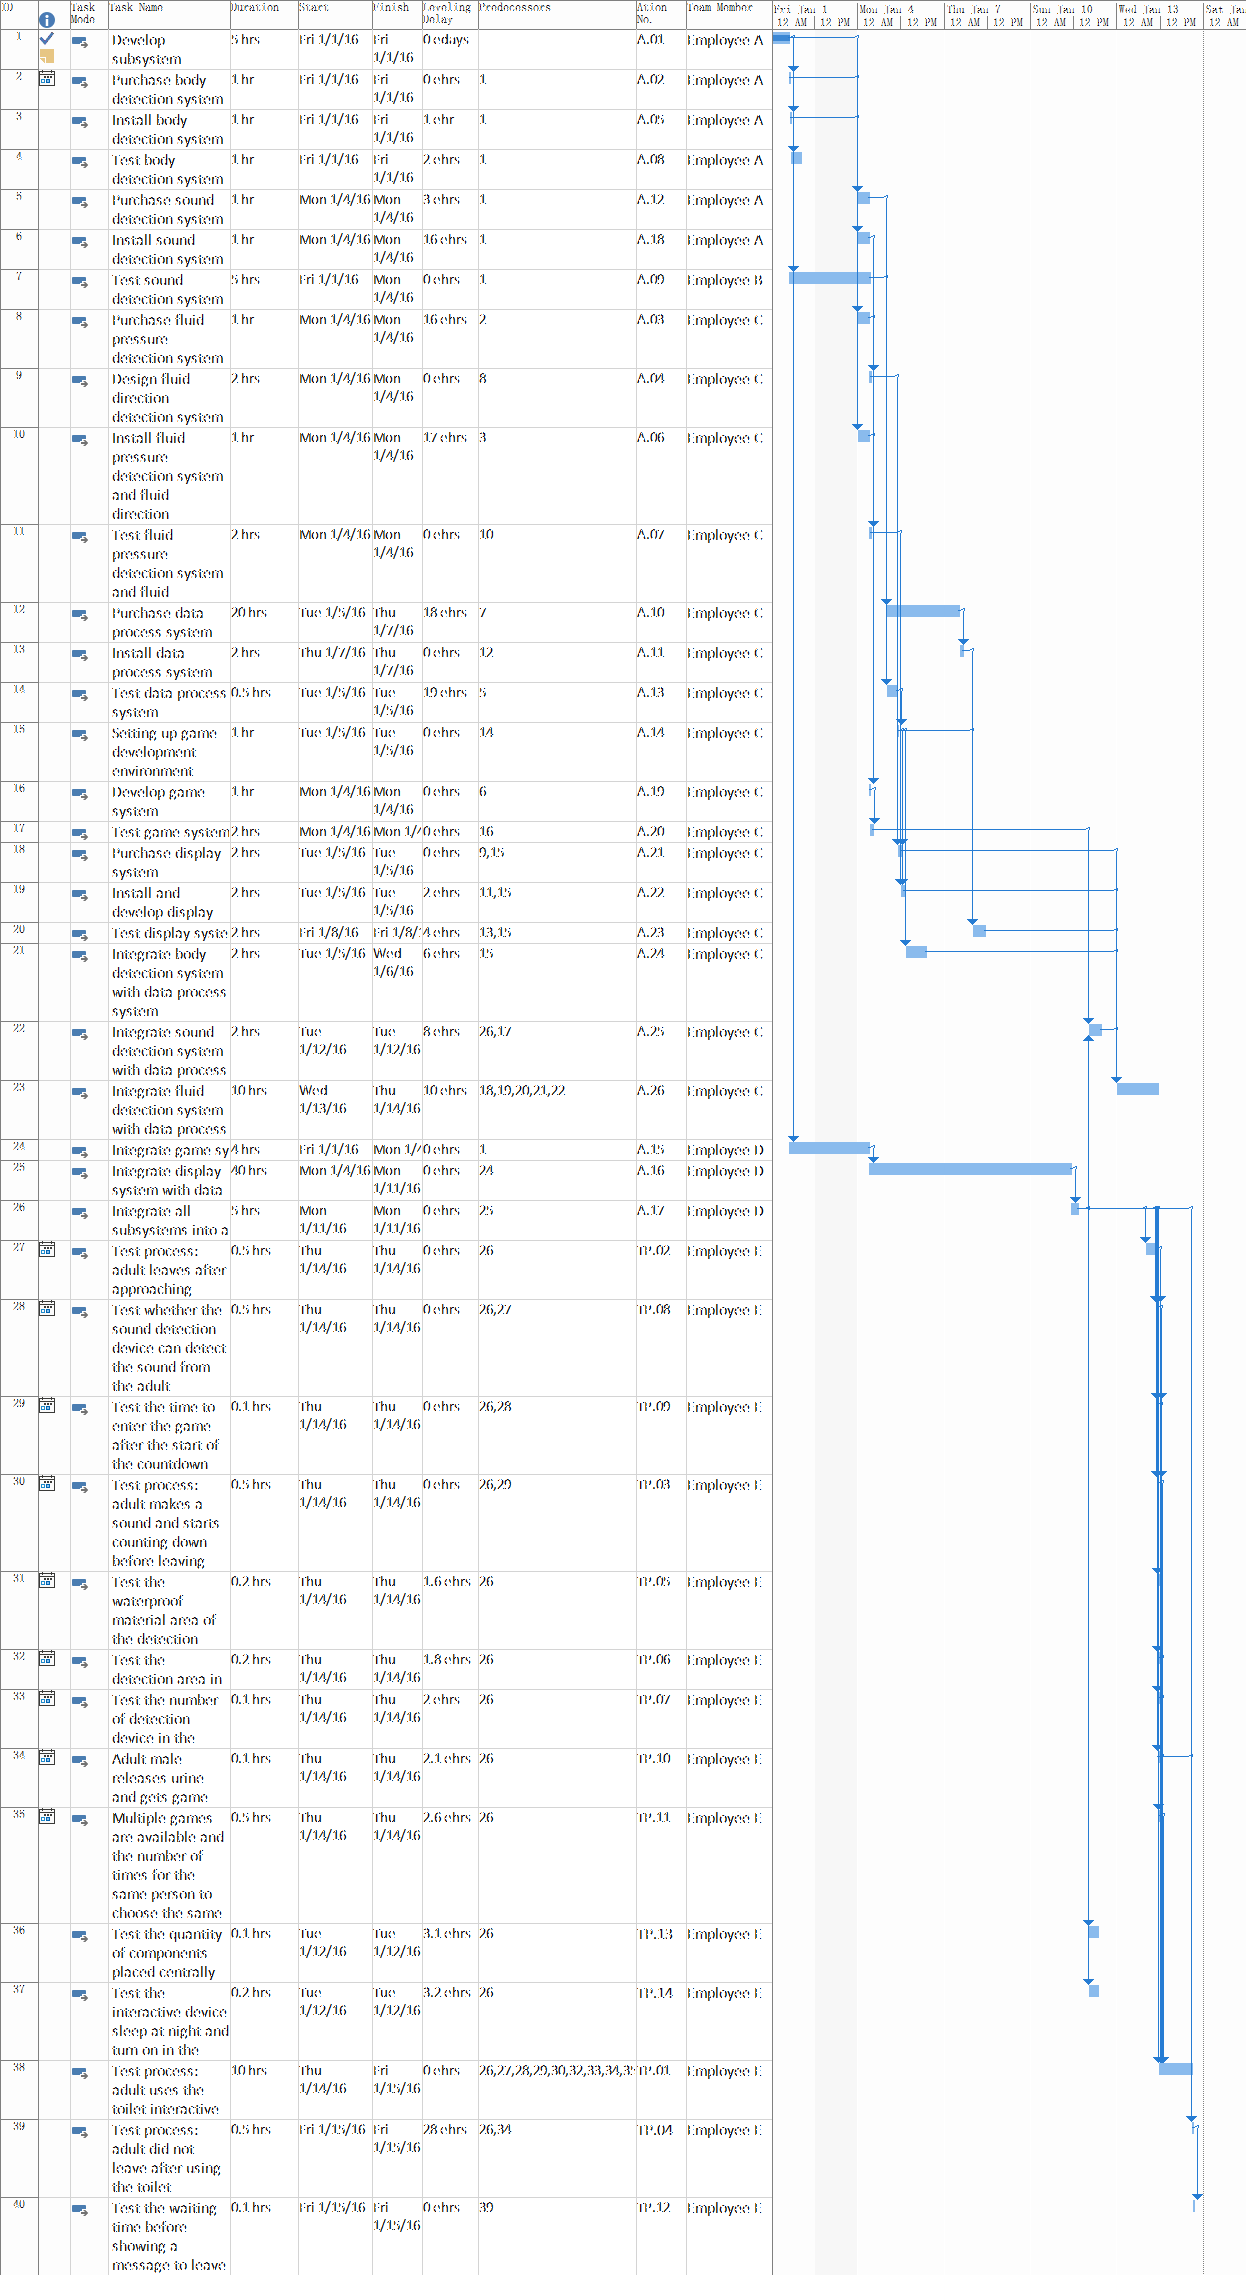 ID Task Mode Task Name Duration Start Finish Leveling Delay Predecessors Ation No. Team Member
Fri Jan 1 Mon Jan 4 Thu Jan 7 Sun Jan 10 Wed Jan 13 Sat Jan
12 AM 12 PM 12 AM 12 PM 12 AM 12 PM 12 AM 12 PM 12 AM 12 PM 12 AM
1 Develop 5 hrs Fri 1/1/16 Fri 0 edays A.01 Employee A
subsystem 1/1/16
2 Purchase body 1 hr Fri 1/1/16 Fri 0 ehrs 1 A.02 Employee A
detection system 1/1/16
3 Install body 1 hr Fri 1/1/16 Fri 1 ehr 1 A.05 Employee A
detection system 1/1/16
4 Test body 1 hr Fri 1/1/16 Fri 2 ehrs 1 A.08 Employee A
detection system 1/1/16
5 Purchase sound 1 hr Mon 1/4/16 Mon 3 ehrs 1 A.12 Employee A
detection system 1/4/16
6 Install sound 1 hr Mon 1/4/16 Mon 16 ehrs 1 A.18 Employee A
detection system 1/4/16
7 Test sound 5 hrs Fri 1/1/16 Mon 0 ehrs 1 A.09 Employee B
detection system 1/4/16
8 Purchase fluid 1 hr Mon 1/4/16 Mon 16 ehrs 2 A.03 Employee C
pressure 1/4/16
detection system
9 Design fluid 2 hrs Mon 1/4/16 Mon 0 ehrs 8 A.04 Employee C
direction 1/4/16
detection system
10 Install fluid 1 hr Mon 1/4/16 Mon 17 ehrs 3 A.06 Employee C
pressure 1/4/16
detection system
and fluid
direction
11 Test fluid 2 hrs Mon 1/4/16 Mon 0 ehrs 10 A.07 Employee C
pressure 1/4/16
detection system
and fluid
12 Purchase data 20 hrs Tue 1/5/16 Thu 18 ehrs 7 A.10 Employee C
process system 1/7/16
13 Install data 2 hrs Thu 1/7/16 Thu 0 ehrs 12 A.11 Employee C
process system 1/7/16
14 Test data process 0.5 hrs Tue 1/5/16 Tue 19 ehrs 5 A.13 Employee C
system 1/5/16
15 Setting up game 1 hr Tue 1/5/16 Tue 0 ehrs 14 A.14 Employee C
development 1/5/16
environment
16 Develop game 1 hr Mon 1/4/16 Mon 0 ehrs 6 A.19 Employee C
system 1/4/16
17 Test game system 2 hrs Mon 1/4/16 Mon 1/4 0 ehrs 16 A.20 Employee C
18 Purchase display 2 hrs Tue 1/5/16 Tue 0 ehrs 9,15 A.21 Employee C
system 1/5/16
19 Install and 2 hrs Tue 1/5/16 Tue 2 ehrs 11,15 A.22 Employee C
develop display 1/5/16
20 Test display syste 2 hrs Fri 1/8/16 Fri 1/8/ 4 ehrs 13,15 A.23 Employee C
21 Integrate body 2 hrs Tue 1/5/16 Wed 6 ehrs 15 A.24 Employee C
detection system 1/6/16
with data process
system
22 Integrate sound 2 hrs Tue Tue 8 ehrs 26,17 A.25 Employee C
detection system 1/12/16 1/12/16
with data process
23 Integrate fluid 10 hrs Wed Thu 10 ehrs 18,19,20,21,22 A.26 Employee C
detection system 1/13/16 1/14/16
with data process
24 Integrate game sy 4 hrs Fri 1/1/16 Mon 1/4 0 ehrs 1 A.15 Employee D
25 Integrate display 40 hrs Mon 1/4/16 Mon 0 ehrs 24 A.16 Employee D
system with data 1/11/16
26 Integrate all 5 hrs Mon Mon 0 ehrs 25 A.17 Employee D
subsystems into a 1/11/16 1/11/16
27 Test process: 0.5 hrs Thu Thu 0 ehrs 26 TP.02 Employee E
adult leaves after 1/14/16 1/14/16
approaching
28 Test whether the 0.5 hrs Thu Thu 0 ehrs 26,27 TP.08 Employee E
sound detection 1/14/16 1/14/16
device can detect
the sound from
the adult
29 Test the time to 0.1 hrs Thu Thu 0 ehrs 26,28 TP.09 Employee E
enter the game 1/14/16 1/14/16
after the start of
the countdown
30 Test process: 0.5 hrs Thu Thu 0 ehrs 26,29 TP.03 Employee E
adult makes a 1/14/16 1/14/16
sound and starts
counting down
before leaving
31 Test the 0.2 hrs Thu Thu 1.6 ehrs 26 TP.05 Employee E
waterproof 1/14/16 1/14/16
material area of
the detection
32 Test the 0.2 hrs Thu Thu 1.8 ehrs 26 TP.06 Employee E
detection area in 1/14/16 1/14/16
33 Test the number 0.1 hrs Thu Thu 2 ehrs 26 TP.07 Employee E
of detection 1/14/16 1/14/16
device in the
34 Adult male 0.1 hrs Thu Thu 2.1 ehrs 26 TP.10 Employee E
releases urine 1/14/16 1/14/16
and gets game
35 Multiple games 0.5 hrs Thu Thu 2.6 ehrs 26 TP.11 Employee E
are available and 1/14/16 1/14/16
the number of
times for the
same person to
choose the same
36 Test the quantity 0.1 hrs Tue Tue 3.1 ehrs 26 TP.13 Employee E
of components 1/12/16 1/12/16
placed centrally
37 Test the 0.2 hrs Tue Tue 3.2 ehrs 26 TP.14 Employee E
interactive device 1/12/16 1/12/16
sleep at night and
turn on in the
38 Test process: 10 hrs Thu Fri 0 ehrs 26,27,28,29,30,32,33,34,35 TP.01 Employee E
adult uses the 1/14/16 1/15/16
toilet interactive
39 Test process: 0.5 hrs Fri 1/15/16 Fri 28 ehrs 26,34 TP.04 Employee E
adult did not 1/15/16
leave after using
the toilet
40 Test the waiting 0.1 hrs Fri 1/15/16 Fri 0 ehrs 39 TP.12 Employee E
time before 1/15/16
showing a
message to leave